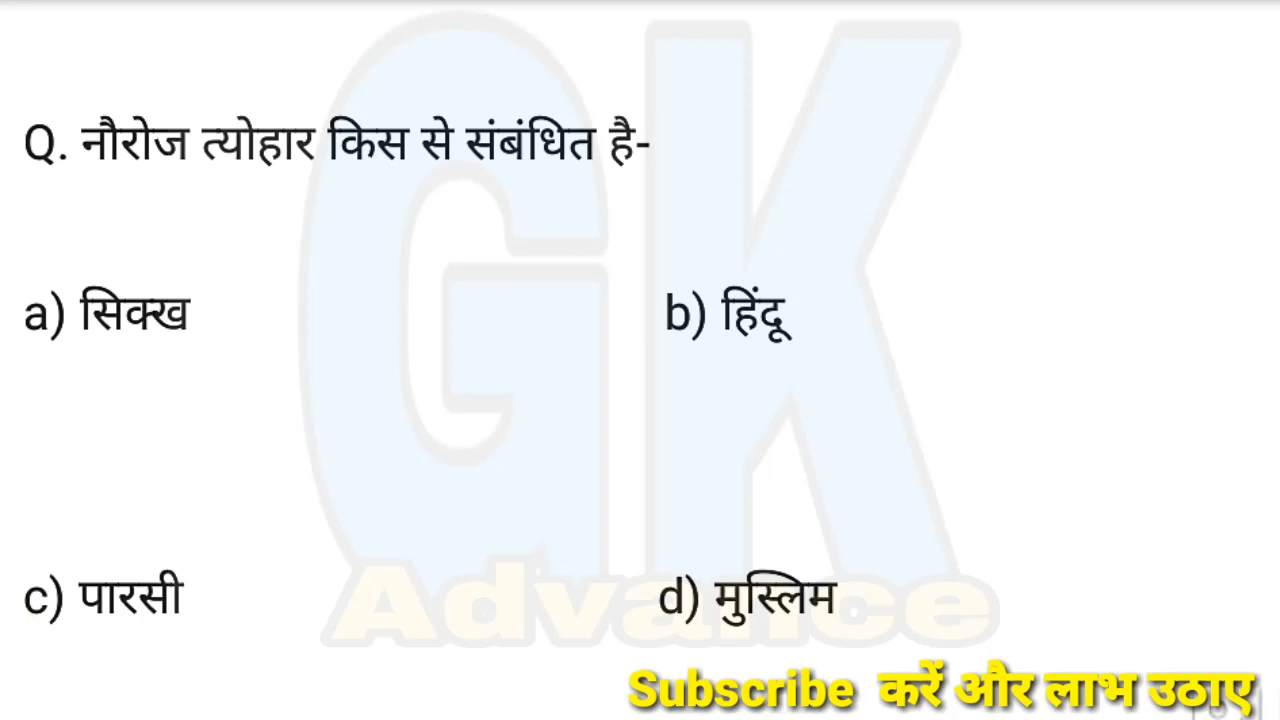 GK
Q. नौरोज त्योहार किस से संबंधित है-
a) सिक्ख b) हिंदू
c) पारसी d) मुस्लिम
Advance
Subscribe करें और लाभ उठाए